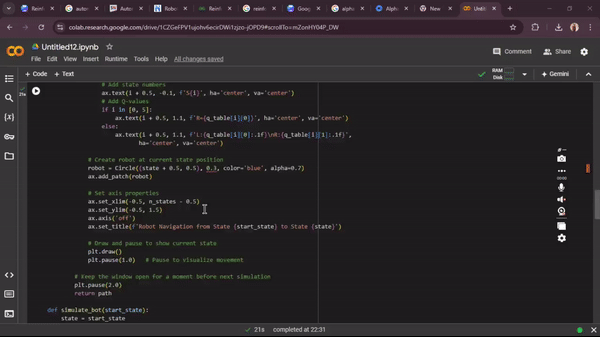 Reinf
autor
Auto
Robot
Reinf
reinf
Goog
alpha
Alpha
New
Untitl
colab.research.google.com/drive/1CZGeFPV1ujohv6ecirDWi1zjzo-jOPD9#scrollTo=mZonHY04P_DW
Untitled12.ipynb
Comment
Share
File Edit View Insert Runtime Tools Help All changes saved
+ Code + Text
RAM
Disk
Gemini
21s
# Add state numbers
ax.text(i + 0.5, -0.1, f'S{i}', ha='center', va='center')
# Add Q-values
if i in [0, 5]:
ax.text(i + 0.5, 1.1, f'R={q_table[i][0]}', ha='center', va='center')
else:
ax.text(i + 0.5, 1.1, f'L:{q_table[i][0]:.1f}\nR:{q_table[i][1]:.1f}',
ha='center', va='center')
# Create robot at current state position
robot = Circle((state + 0.5, 0.5), 0.3, color='blue', alpha=0.7)
ax.add_patch(robot)
# Set axis properties
ax.set_xlim(-0.5, n_states - 0.5)
ax.set_ylim(-0.5, 1.5)
ax.axis('off')
ax.set_title(f'Robot Navigation from State {start_state} to State {state}')
# Draw and pause to show current state
plt.draw()
plt.pause(1.0) # Pause to visualize movement
# Keep the window open for a moment before next simulation
plt.pause(2.0)
return path
def simulate_bot(start_state):
state = start_state
21s completed at 22:31